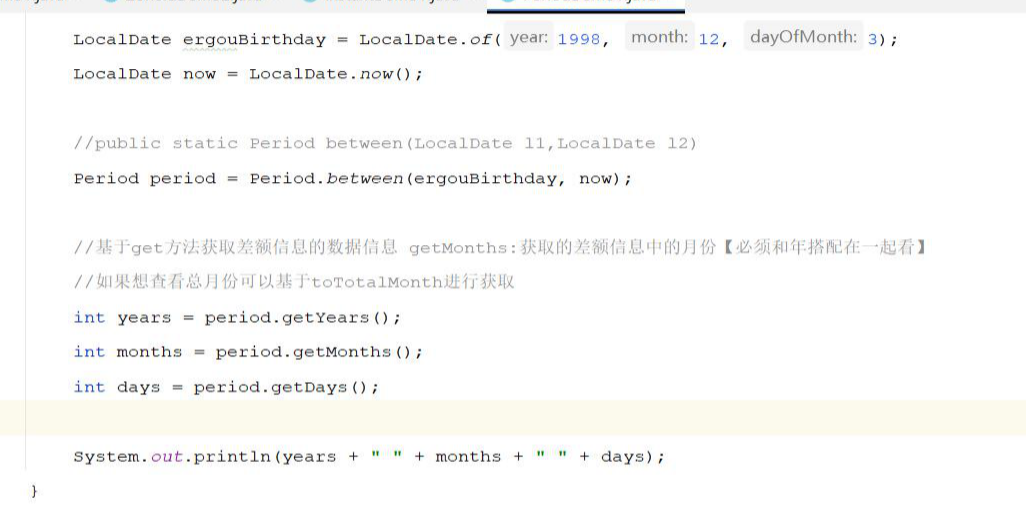 LocalDate ergouBirthday = LocalDate.of( year: 1998, month: 12, dayOfMonth: 3);
LocalDate now = LocalDate.now();
//public static Period between(LocalDate l1,LocalDate l2)
Period period = Period.between(ergouBirthday, now);
//基于get方法获取差额信息的数据信息 getMonths:获取的差额信息中的月份【必须和年搭配在一起看】
//如果想查看总月份可以基于toTotalMonth进行获取
int years = period.getYears();
int months = period.getMonths();
int days = period.getDays();
System.out.println(years + " " + months + " " + days);
}